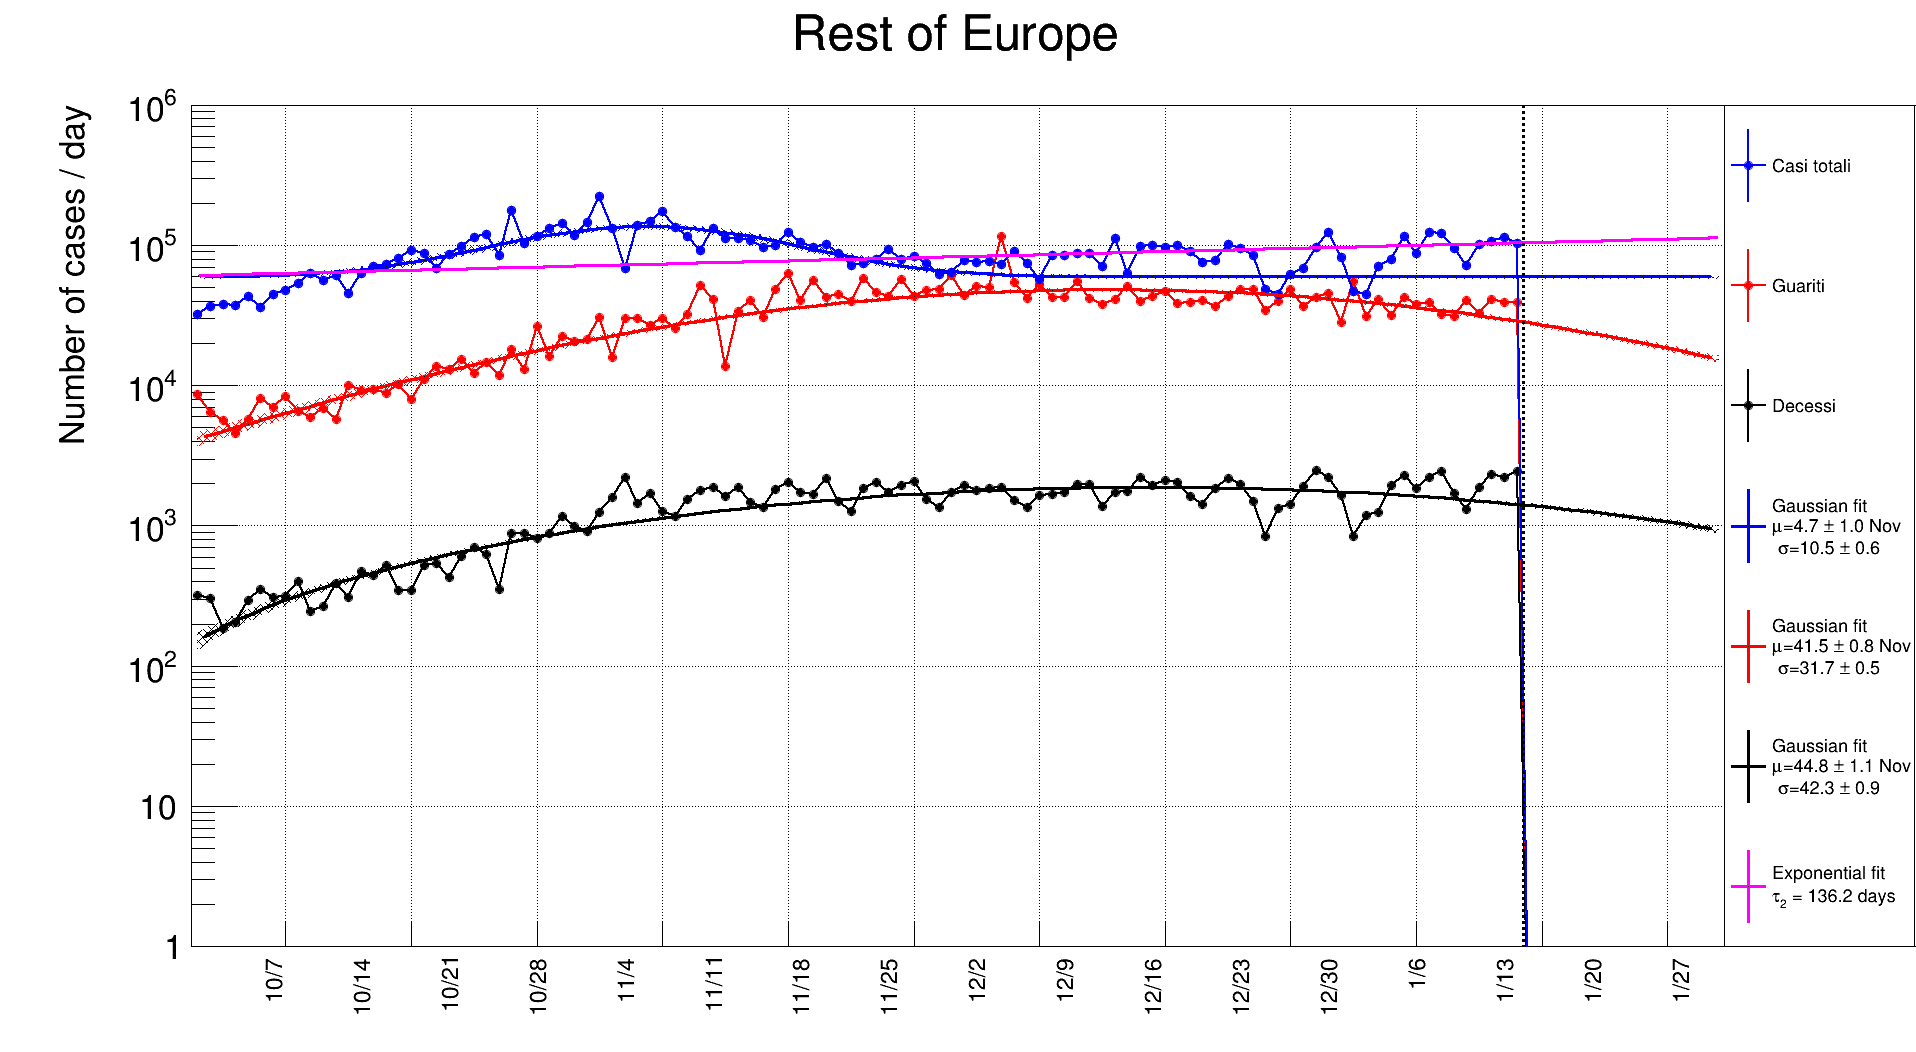 Rest of Europe
Number of cases / day
10^6
10^5
10^4
10^3
10^2
10
1
10/7
10/14
10/21
10/28
11/4
11/11
11/18
11/25
12/2
12/9
12/16
12/23
12/30
1/6
1/13
1/20
1/27
Casi totali
Guariti
Decessi
Gaussian fit
μ=4.7 ± 1.0 Nov
σ=10.5 ± 0.6
Gaussian fit
μ=41.5 ± 0.8 Nov
σ=31.7 ± 0.5
Gaussian fit
μ=44.8 ± 1.1 Nov
σ=42.3 ± 0.9
Exponential fit
τ₂ = 136.2 days